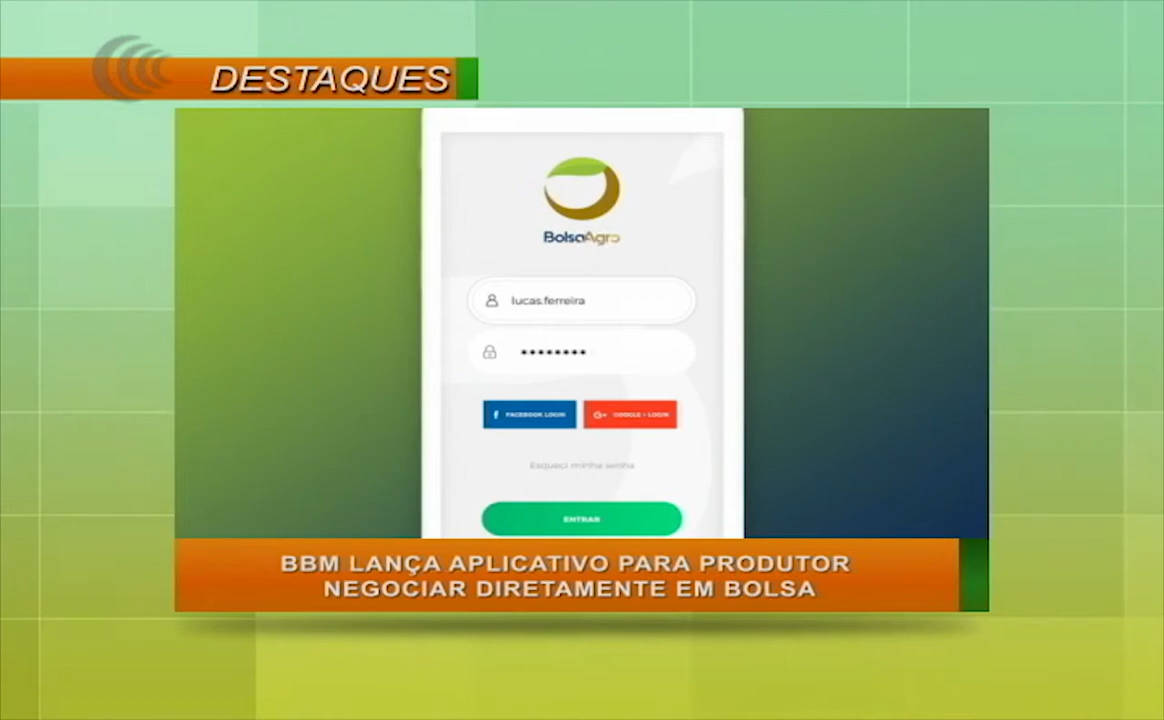 DESTAQUES
BolsaAgro
lucas.ferreira
FACEBOOK LOGIN
GOOGLE + LOGIN
Esqueci minha senha
ENTRAR
BBM LANÇA APLICATIVO PARA PRODUTOR
NEGOCIAR DIRETAMENTE EM BOLSA